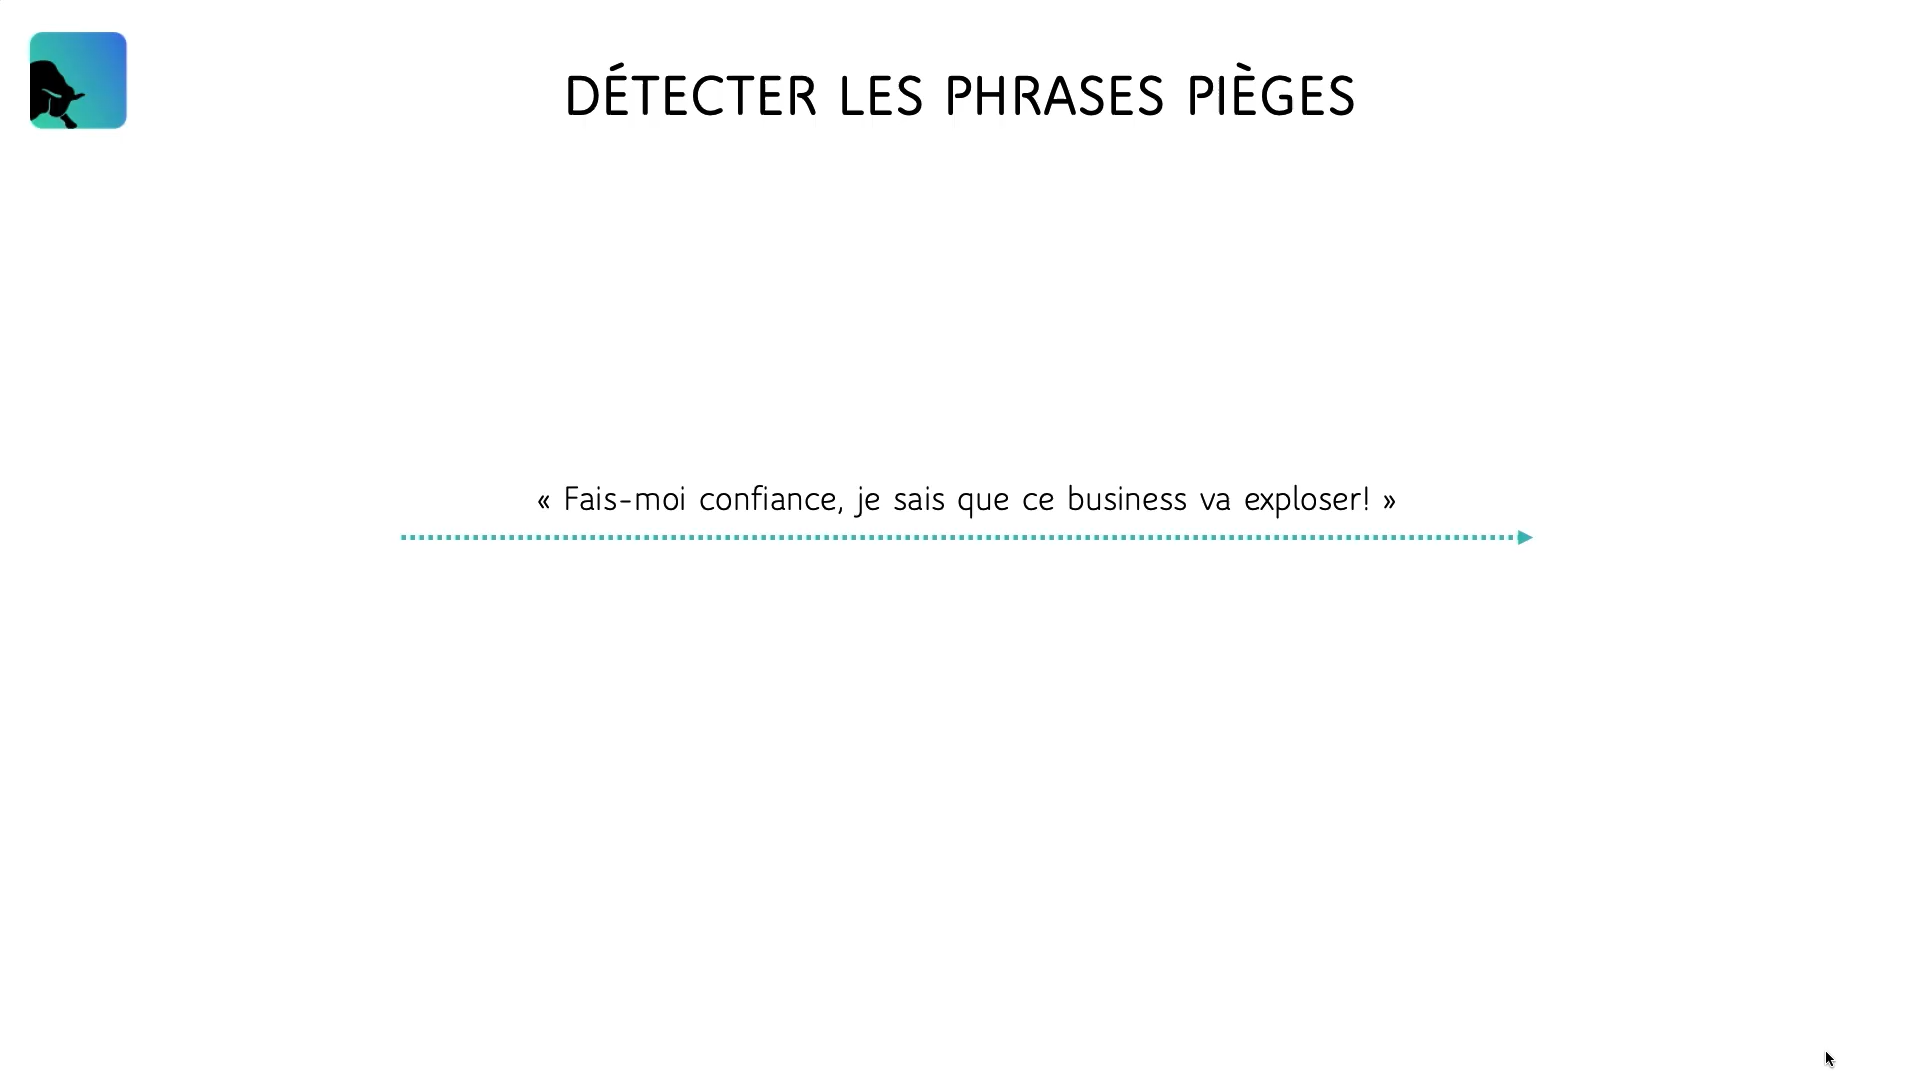 DÉTECTER LES PHRASES PIÈGES
« Fais-moi confiance, je sais que ce business va exploser! »